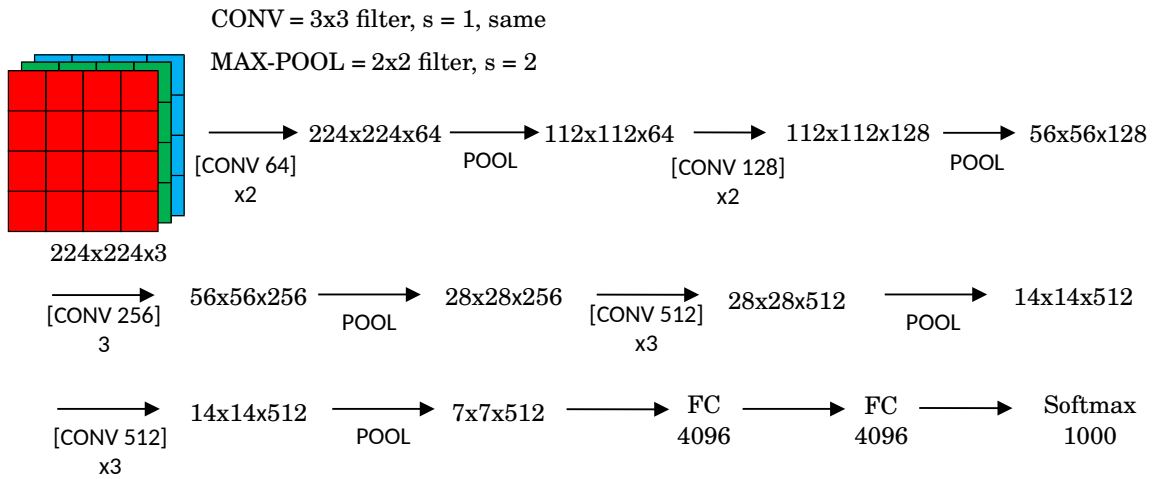 CONV = 3x3 filter, s = 1, same
MAX-POOL = 2x2 filter, s = 2
224x224x3
[CONV 64]
x2
224x224x64
POOL
112x112x64
[CONV 128]
x2
112x112x128
POOL
56x56x128
[CONV 256]
3
56x56x256
POOL
28x28x256
[CONV 512]
x3
28x28x512
POOL
14x14x512
[CONV 512]
x3
14x14x512
POOL
7x7x512
FC
4096
FC
4096
Softmax
1000